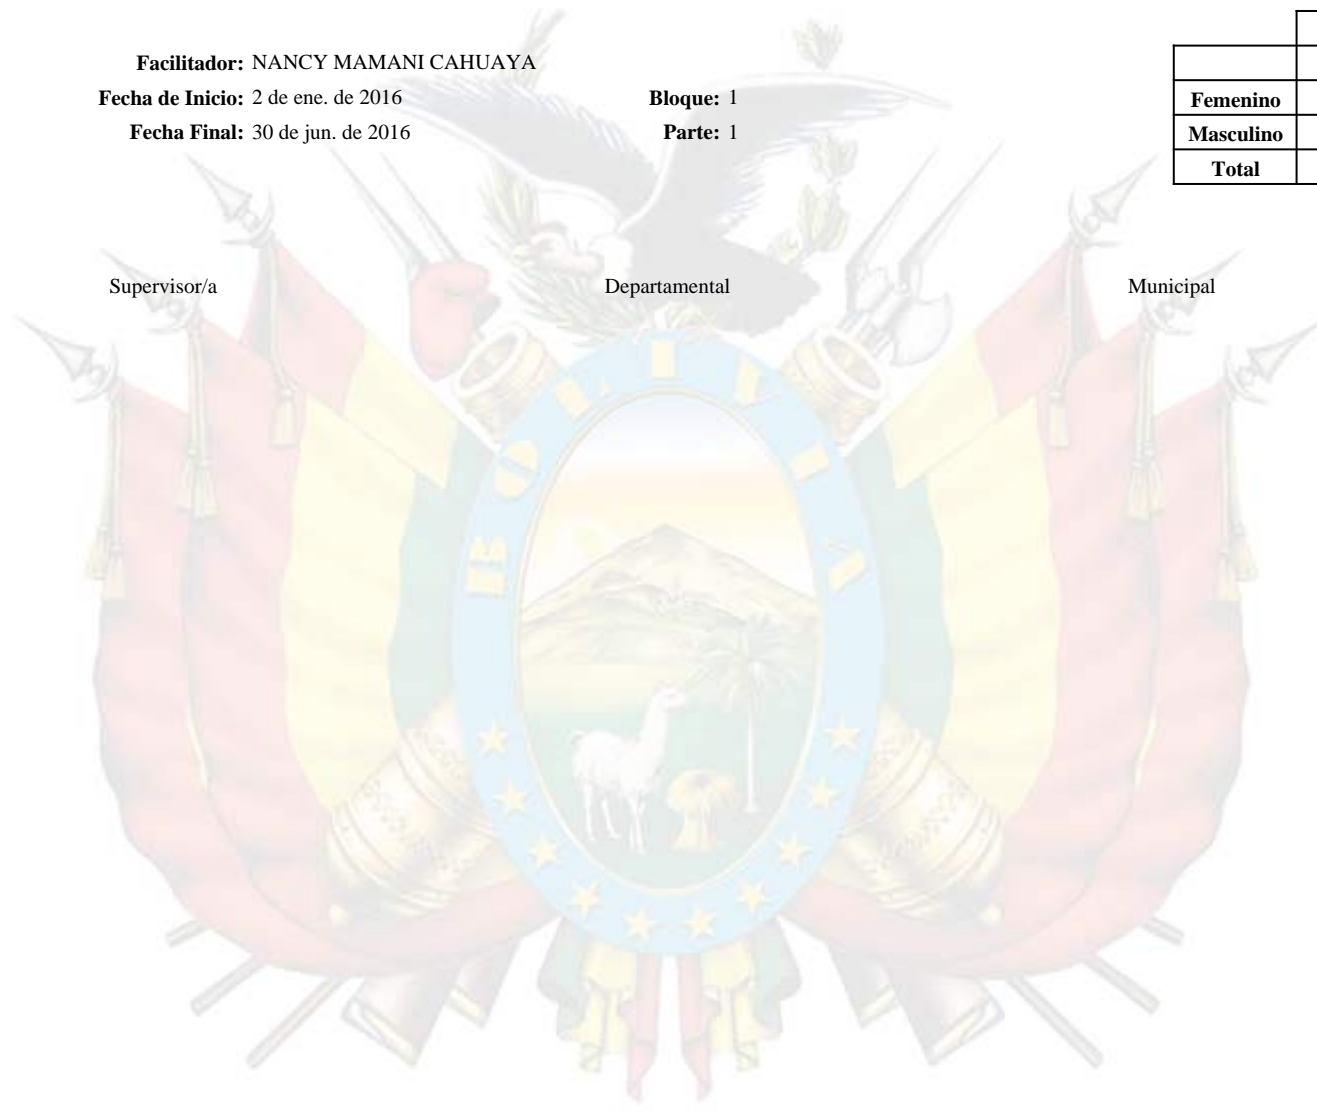 Facilitador: NANCY MAMANI CAHUAYA
Fecha de Inicio: 2 de ene. de 2016 Bloque: 1
Fecha Final: 30 de jun. de 2016 Parte: 1
Femenino
Masculino
Total
Supervisor/a Departamental Municipal
BOLIVIA